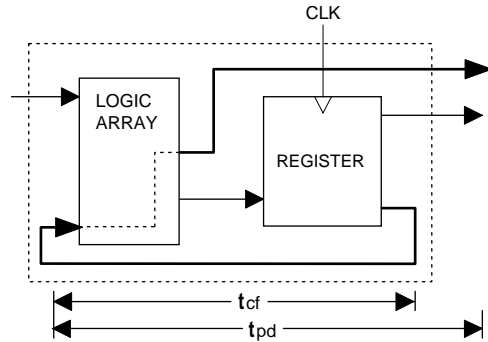 CLK
LOGIC
ARRAY
REGISTER
tcf
tpd